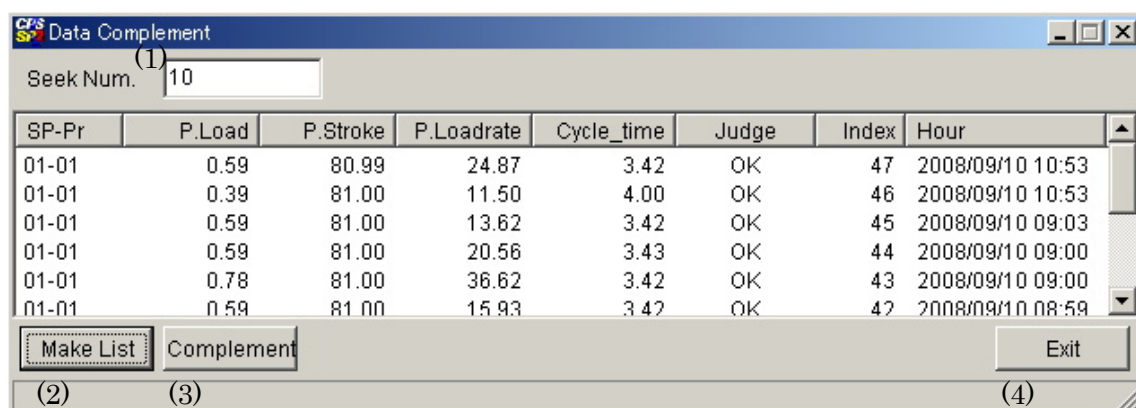 CPS SP Data Complement
(1)
Seek Num. 10
SP-Pr P.Load P.Stroke P.Loadrate Cycle_time Judge Index Hour
01-01 0.59 80.99 24.87 3.42 OK 47 2008/09/10 10:53
01-01 0.39 81.00 11.50 4.00 OK 46 2008/09/10 10:53
01-01 0.59 81.00 13.62 3.42 OK 45 2008/09/10 09:03
01-01 0.59 81.00 20.56 3.43 OK 44 2008/09/10 09:00
01-01 0.78 81.00 36.62 3.42 OK 43 2008/09/10 09:00
01-01 0.59 81.00 15.93 3.42 OK 42 2008/09/10 08:59
Make List Complement Exit
(2) (3) (4)